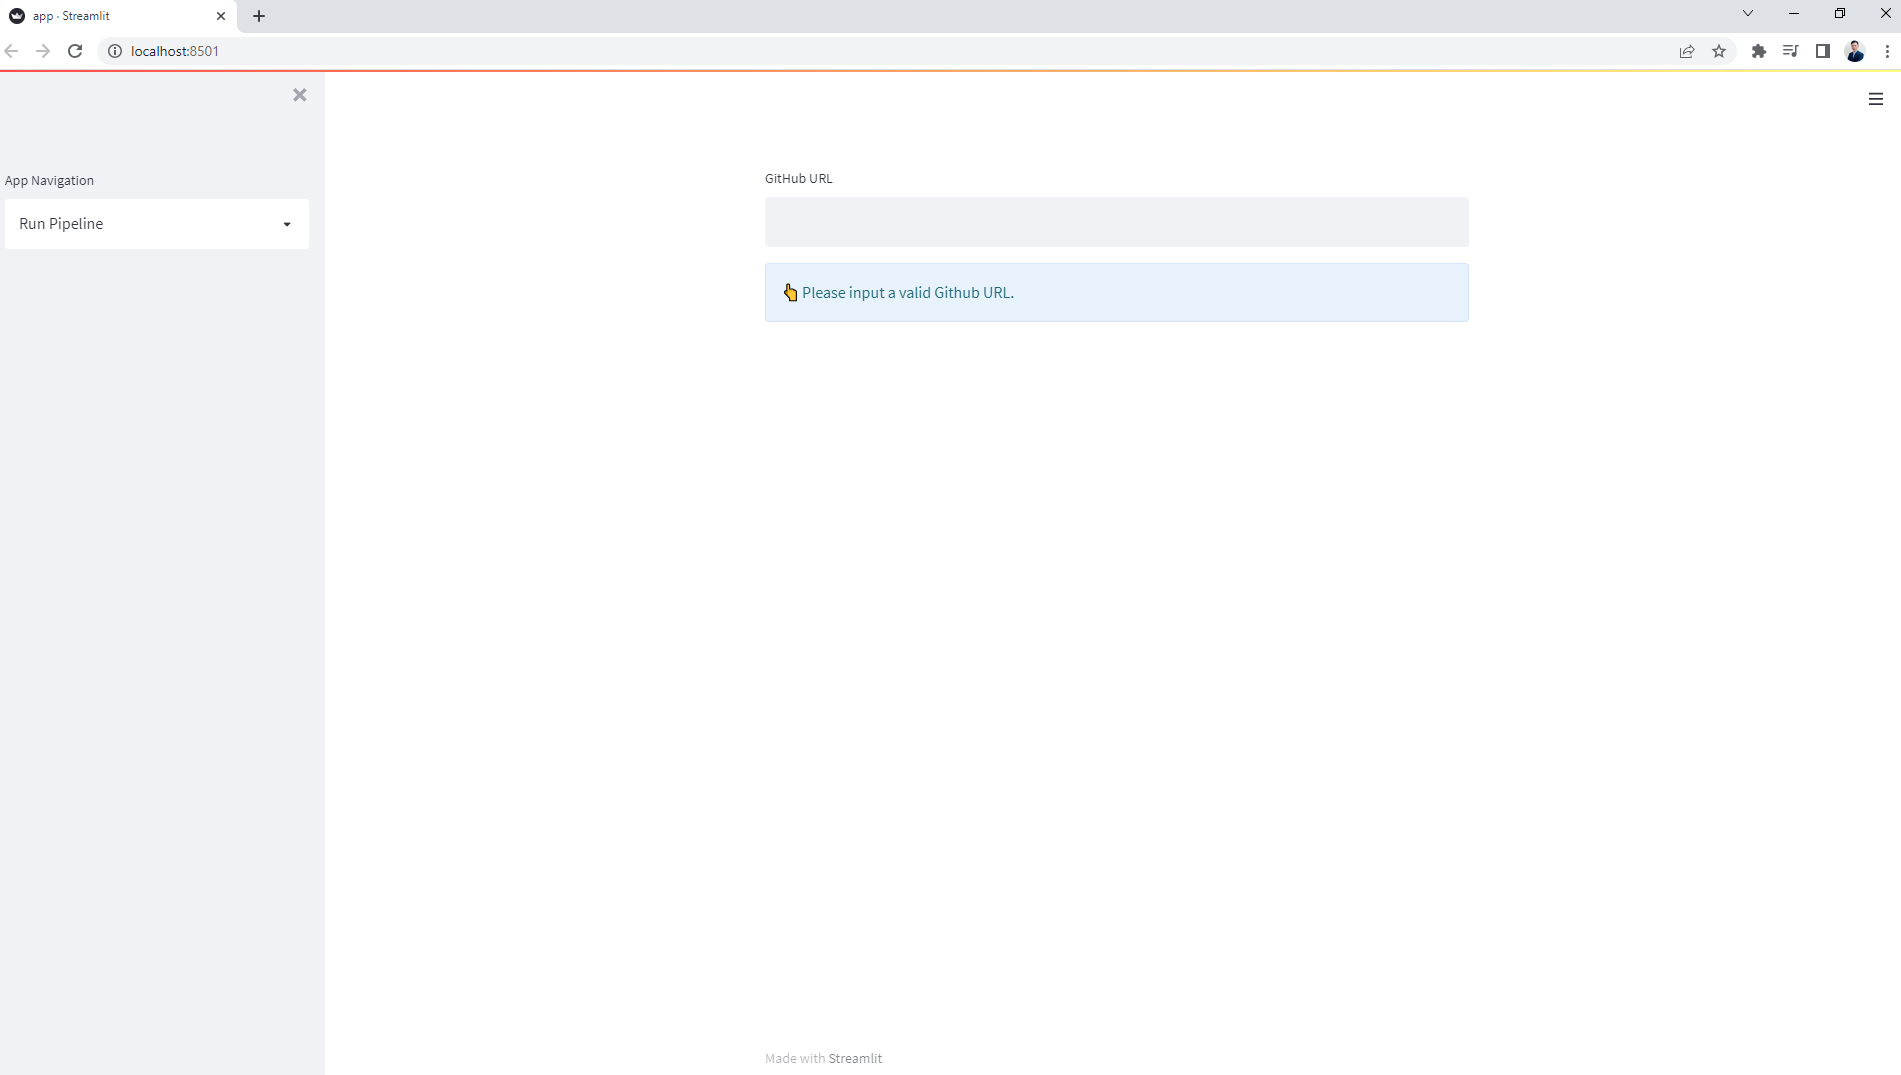 app · Streamlit
localhost:8501
App Navigation
Run Pipeline
GitHub URL
👆 Please input a valid Github URL.
Made with Streamlit